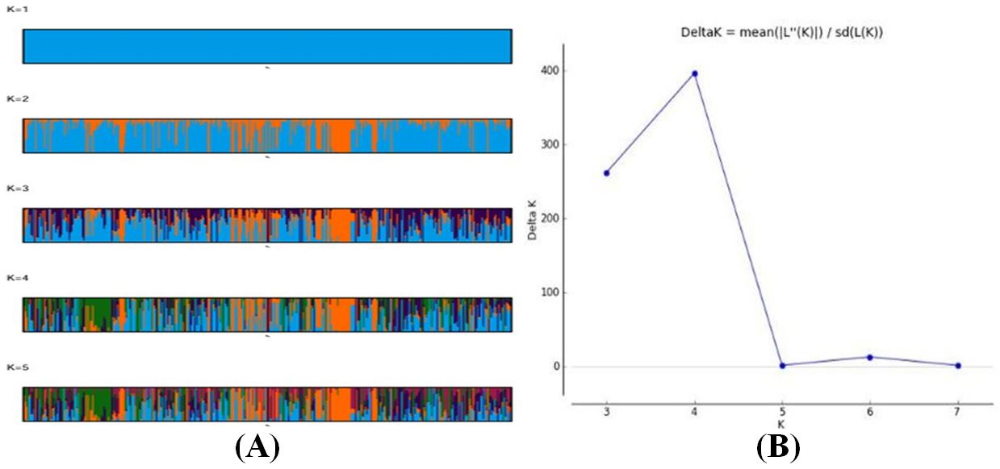 K=1
K=2
K=3
K=4
K=5
(A)
DeltaK = mean(|L''(K)|) / sd(L(K))
Delta K
400
300
200
100
0
3 4 5 6 7
K
(B)